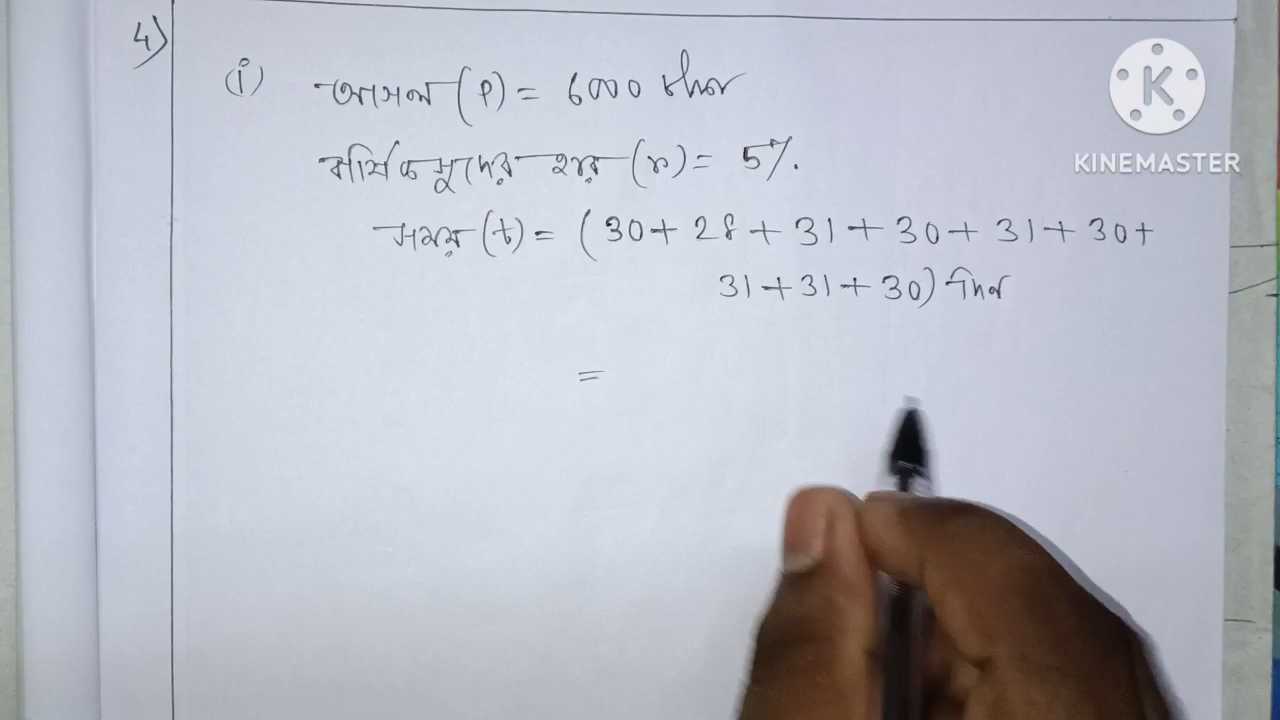 4)
(i) আসল (P) = 6000 টাকা
বার্ষিক সুদের হার (r) = 5%.
সময় (t) = (30 + 28 + 31 + 30 + 31 + 30 +
31 + 31 + 30) দিন
=
KINEMASTER